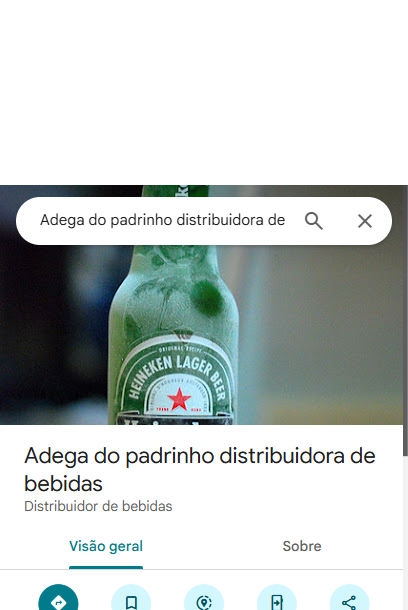 Adega do padrinho distribuidora de
ORIGINAL RECIPE
HEINEKEN LAGER BEER
Adega do padrinho distribuidora de
bebidas
Distribuidor de bebidas
Visão geral
Sobre